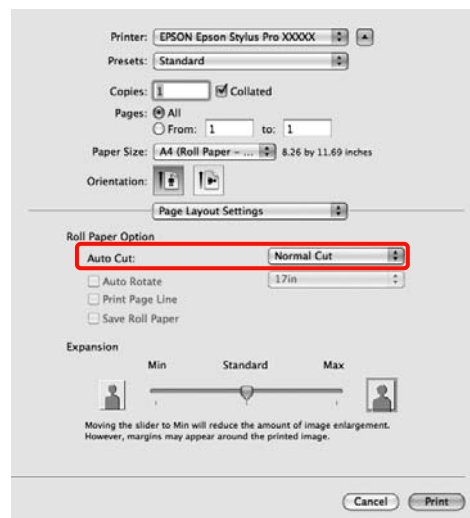 Printer: EPSON Epson Stylus Pro XXXXX
Presets: Standard
Copies: 1 Collated
Pages: All
From: 1 to: 1
Paper Size: A4 (Roll Paper – ... 8.26 by 11.69 inches
Orientation:
Page Layout Settings
Roll Paper Option
Auto Cut: Normal Cut
Auto Rotate 17in
Print Page Line
Save Roll Paper
Expansion
Min Standard Max
Moving the slider to Min will reduce the amount of image enlargement.
However, margins may appear around the printed image.
Cancel Print